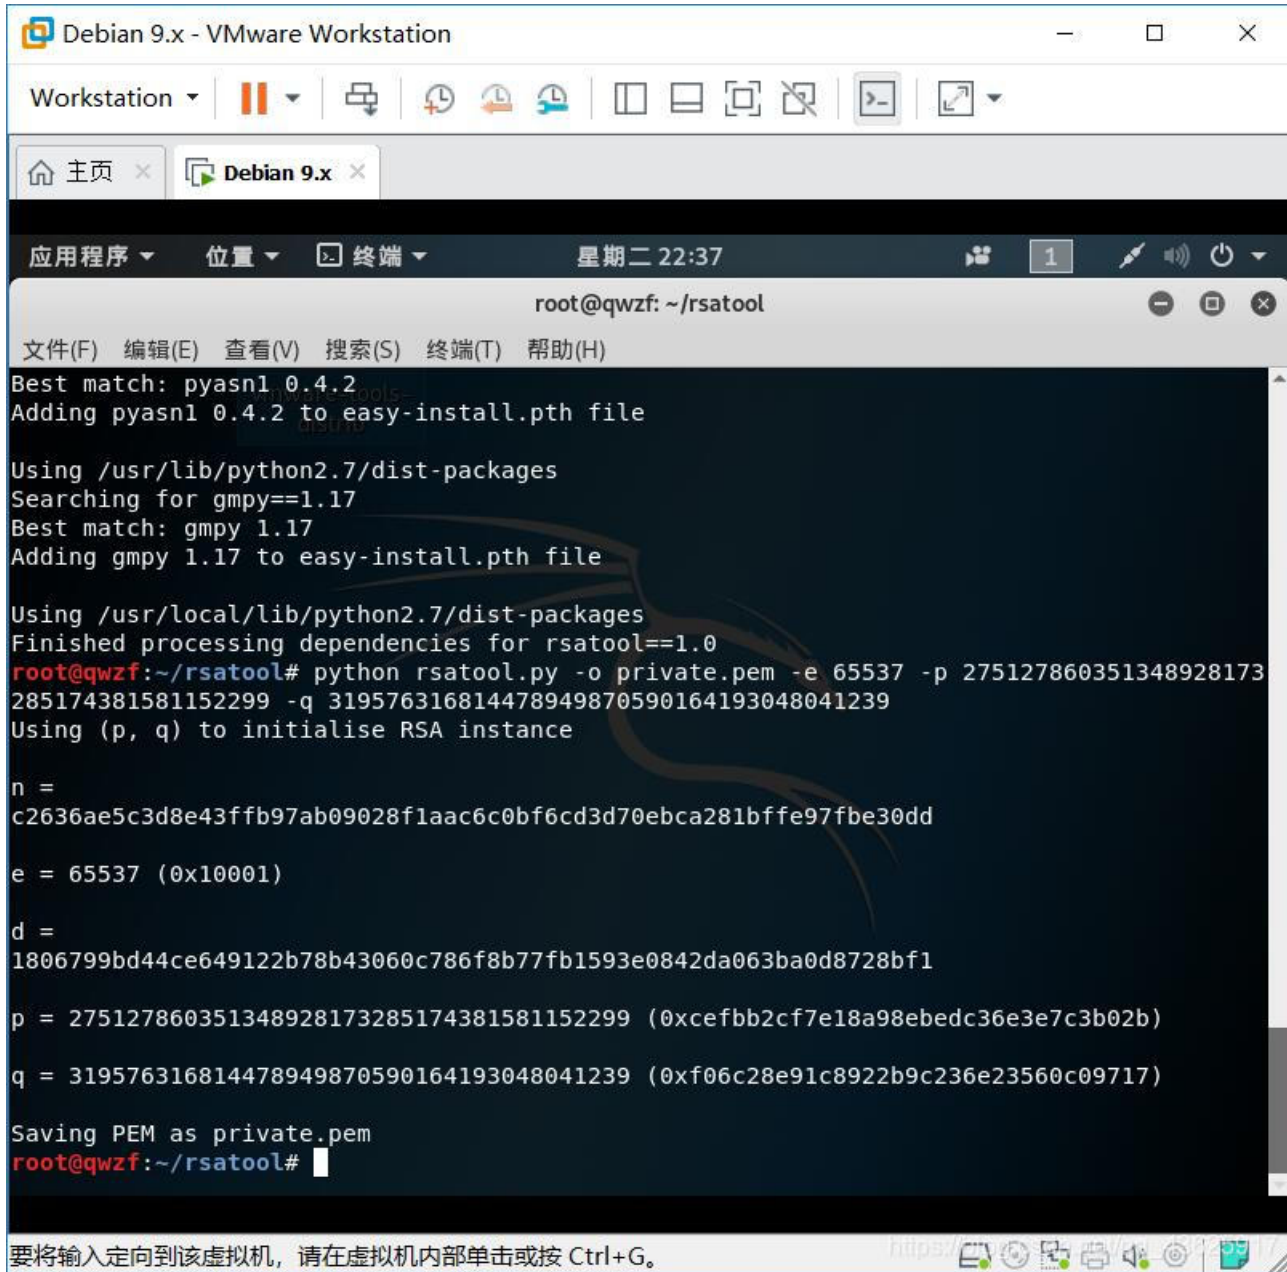 Debian 9.x - VMware Workstation
Workstation
主页
Debian 9.x
应用程序 位置 终端 星期二 22:37 1
root@qwzf: ~/rsatool
文件(F) 编辑(E) 查看(V) 搜索(S) 终端(T) 帮助(H)
Best match: pyasn1 0.4.2
Adding pyasn1 0.4.2 to easy-install.pth file
Using /usr/lib/python2.7/dist-packages
Searching for gmpy==1.17
Best match: gmpy 1.17
Adding gmpy 1.17 to easy-install.pth file
Using /usr/local/lib/python2.7/dist-packages
Finished processing dependencies for rsatool==1.0
root@qwzf:~/rsatool# python rsatool.py -o private.pem -e 65537 -p 275127860351348928173
285174381581152299 -q 319576316814478949870590164193048041239
Using (p, q) to initialise RSA instance
n =
c2636ae5c3d8e43ffb97ab09028f1aac6c0bf6cd3d70ebca281bffe97fbe30dd
e = 65537 (0x10001)
d =
1806799bd44ce649122b78b43060c786f8b77fb1593e0842da063ba0d8728bf1
p = 275127860351348928173285174381581152299 (0xcefbb2cf7e18a98ebedc36e3e7c3b02b)
q = 319576316814478949870590164193048041239 (0xf06c28e91c8922b9c236e23560c09717)
Saving PEM as private.pem
root@qwzf:~/rsatool#
要将输入定向到该虚拟机，请在虚拟机内部单击或按 Ctrl+G。